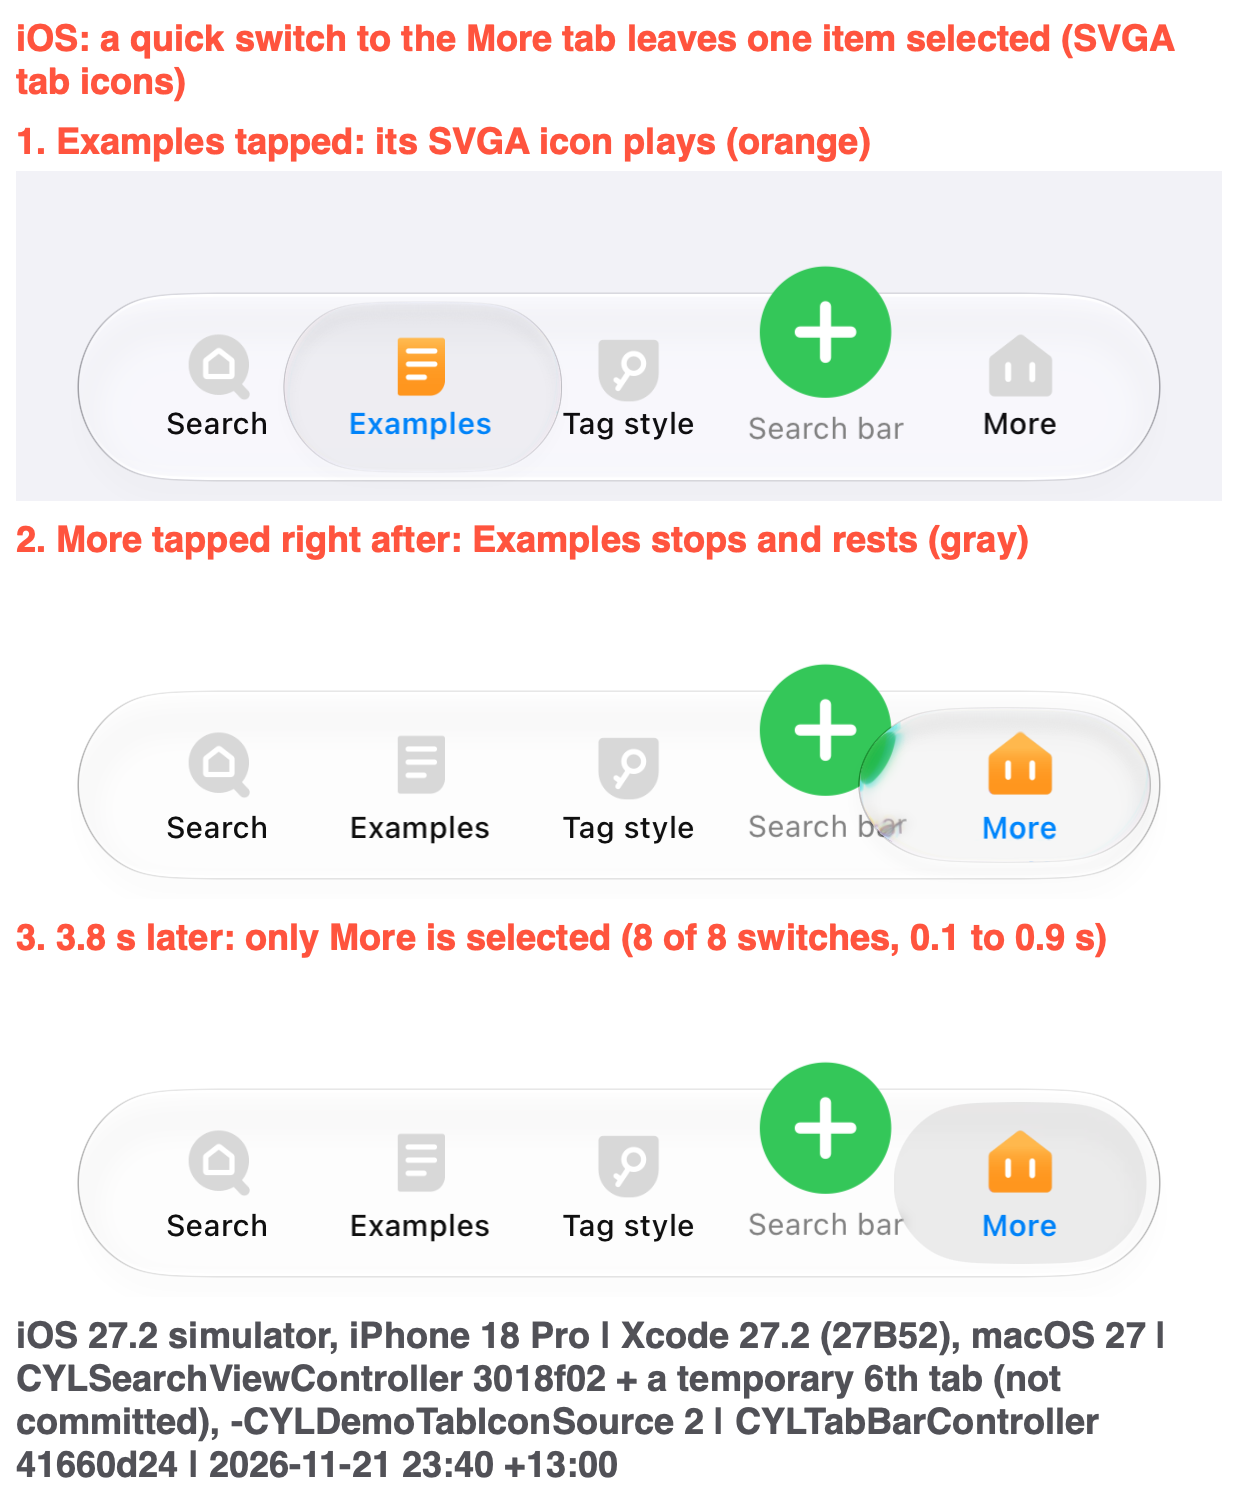 iOS: a quick switch to the More tab leaves one item selected (SVGA
tab icons)
1. Examples tapped: its SVGA icon plays (orange)
Search Examples Tag style Search bar More
2. More tapped right after: Examples stops and rests (gray)
Search Examples Tag style Search bar More
3. 3.8 s later: only More is selected (8 of 8 switches, 0.1 to 0.9 s)
Search Examples Tag style Search bar More
iOS 27.2 simulator, iPhone 18 Pro | Xcode 27.2 (27B52), macOS 27 |
CYLSearchViewController 3018f02 + a temporary 6th tab (not
committed), -CYLDemoTabIconSource 2 | CYLTabBarController
41660d24 | 2026-11-21 23:40 +13:00